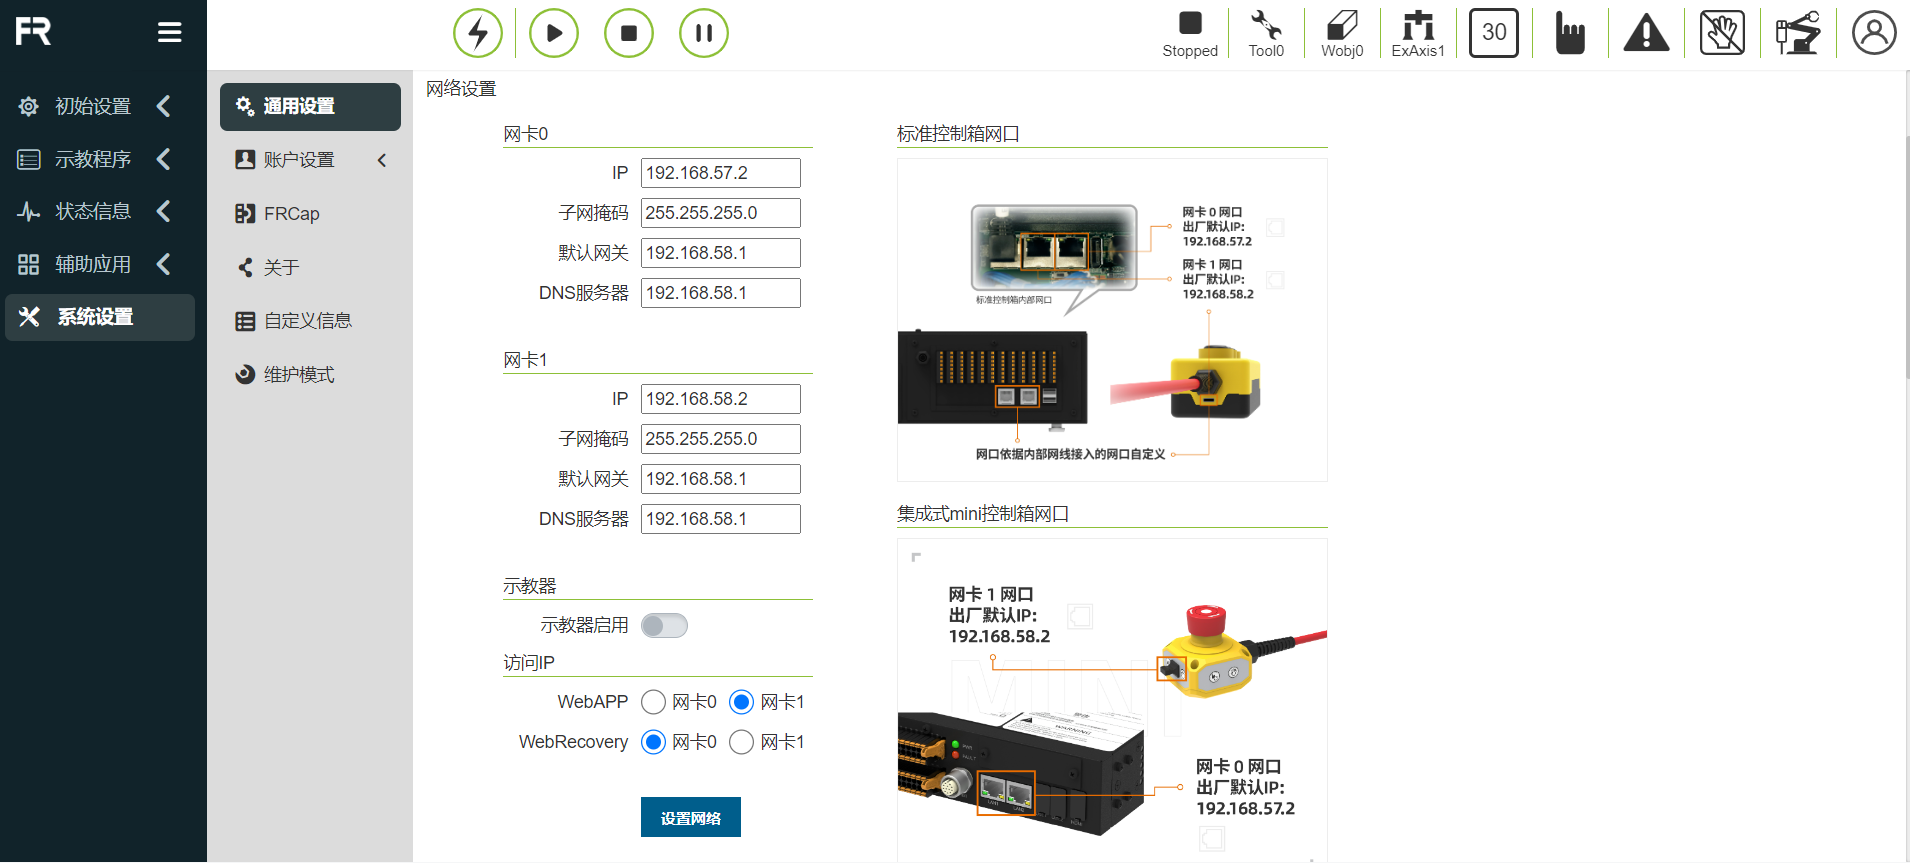 FR
Stopped
Tool0
Wobj0
ExAxis1
30
初始设置
示教程序
状态信息
辅助应用
系统设置
通用设置
账户设置
FRCap
关于
自定义信息
维护模式
网络设置
网卡0
IP
192.168.57.2
子网掩码
255.255.255.0
默认网关
192.168.58.1
DNS服务器
192.168.58.1
网卡1
IP
192.168.58.2
子网掩码
255.255.255.0
默认网关
192.168.58.1
DNS服务器
192.168.58.1
示教器
示教器启用
访问IP
WebAPP 网卡0 网卡1
WebRecovery 网卡0 网卡1
设置网络
标准控制箱网口
网卡 0 网口
出厂默认IP:
192.168.57.2
网卡 1 网口
出厂默认IP:
192.168.58.2
标准控制箱内部网口
网口依据内部网线接入的网口自定义
集成式mini控制箱网口
网卡 1 网口
出厂默认IP:
192.168.58.2
MINI
WARNING
PWR
FAULT
LAN1
LAN2
网卡 0 网口
出厂默认IP:
192.168.57.2